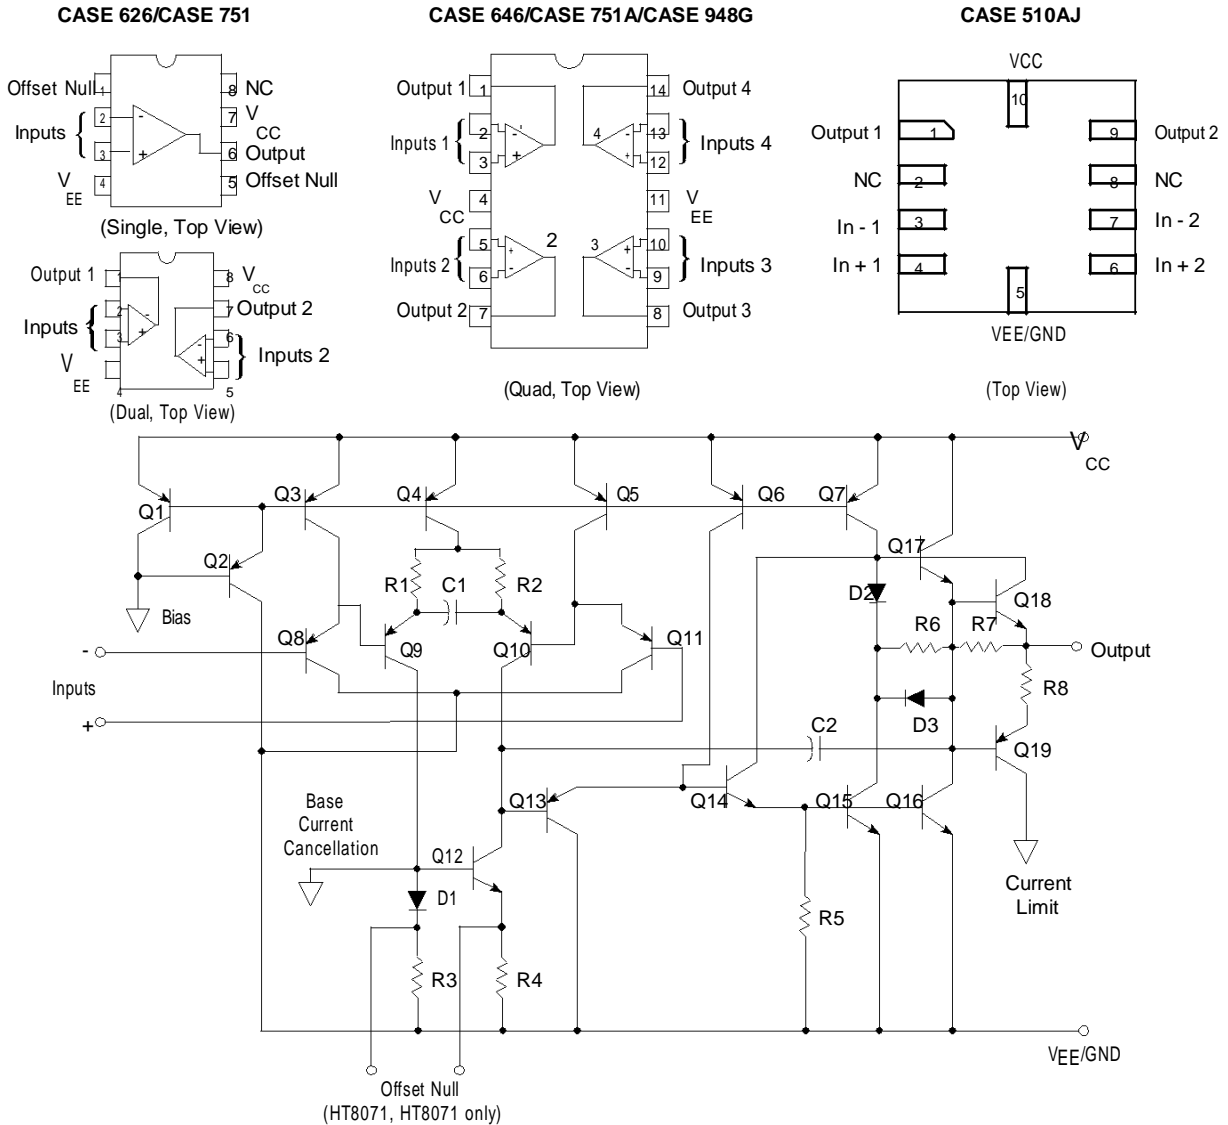 CASE 626/CASE 751
CASE 646/CASE 751A/CASE 948G
CASE 510AJ
Offset Null 1
8 NC
Inputs { 2
7 V
CC
- +
3
6 Output
V
EE
4
5 Offset Null
(Single, Top View)
Output 1 1
8 V
CC
2
7 Output 2
Inputs { 3
- +
6
} Inputs 2
V
EE
4
5
(Dual, Top View)
Output 1 1
14 Output 4
Inputs 1 { 2 3
- +
4
13 12 } Inputs 4
V
CC
4
11 V
EE
Inputs 2 { 5 6
+ -
2
3
10 9 } Inputs 3
Output 2 7
8 Output 3
(Quad, Top View)
VCC
10
Output 1 1
9 Output 2
NC 2
8 NC
In - 1 3
7 In - 2
In + 1 4
6 In + 2
5
VEE/GND
(Top View)
V
CC
Q1
Q3
Q4
Q5
Q6
Q7
Q2
Q17
R1
C1
R2
D2
Q18
Bias
Q8
Q9
Q10
Q11
R6
R7
-
Output
Inputs
R8
+
D3
C2
Q19
Q13
Q14
Q15
Q16
Base
Current
Cancellation
Q12
D1
Current
Limit
R5
R3
R4
VEE/GND
Offset Null
(HT8071, HT8071 only)